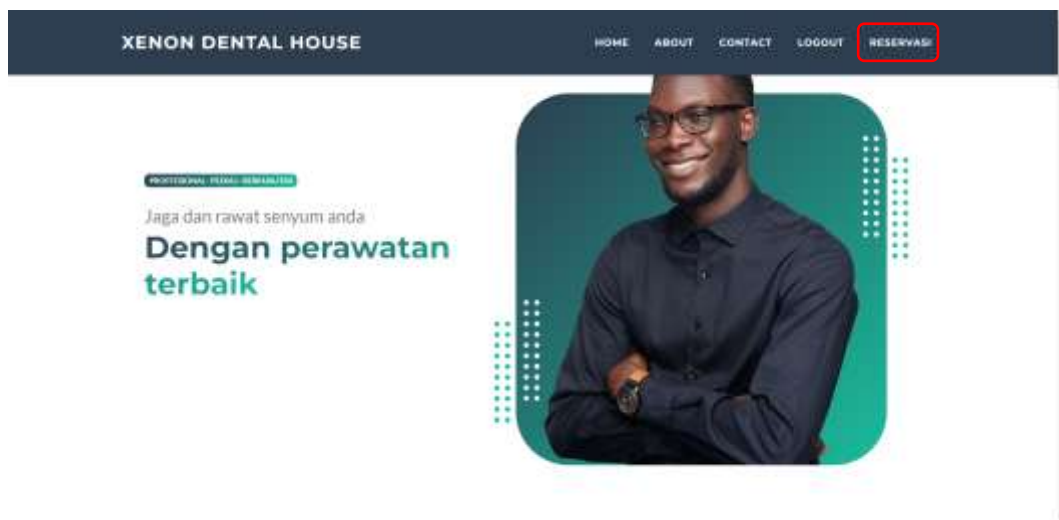 XENON DENTAL HOUSE
HOME ABOUT CONTACT LOGOUT RESERVASI
Jaga dan rawat senyum anda
Dengan perawatan
terbaik